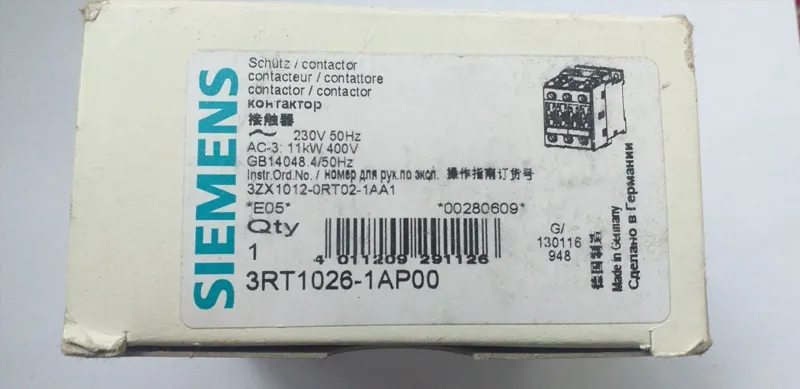 SIEMENS
Schütz / contactor
contacteur / contattore
contactor / contactor
контактор
接触器
~ 230V 50Hz
AC-3: 11kW 400V
GB14048.4/50Hz
Instr.Ord.No./ номер для рук.по эксп. 操作指南订货号
3ZX1012-0RT02-1AA1
*E05* *00280609*
Qty
1
4 011209 291126
3RT1026-1AP00
G/
130116
948
德国制造
Made in Germany
Сделано в Германии